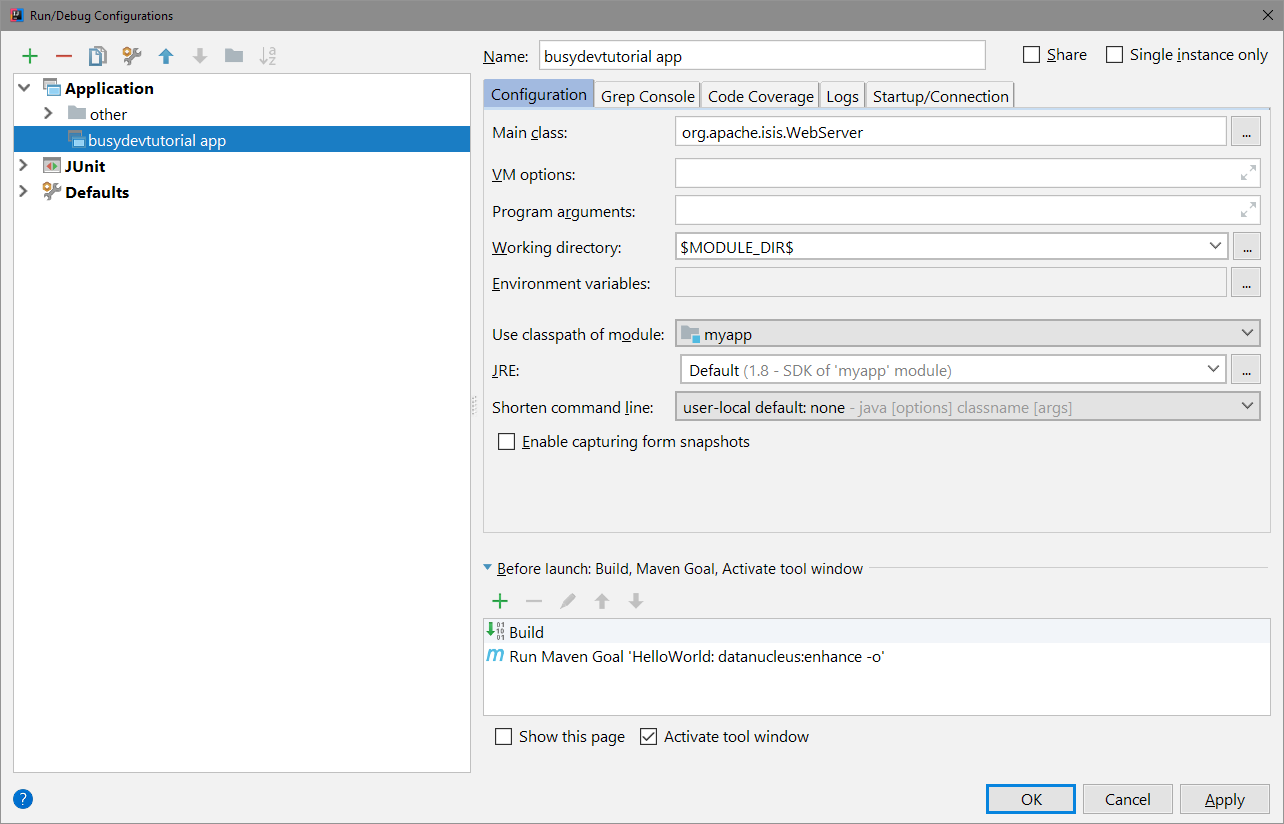 Run/Debug Configurations
Name: busydevtutorial app
Share
Single instance only
Application
other
busydevtutorial app
JUnit
Defaults
Configuration Grep Console Code Coverage Logs Startup/Connection
Main class: org.apache.isis.WebServer ...
VM options:
Program arguments:
Working directory: $MODULE_DIR$ ...
Environment variables: ...
Use classpath of module: myapp
JRE: Default (1.8 - SDK of 'myapp' module) ...
Shorten command line: user-local default: none - java [options] classname [args]
Enable capturing form snapshots
Before launch: Build, Maven Goal, Activate tool window
Build
Run Maven Goal 'HelloWorld: datanucleus:enhance -o'
Show this page Activate tool window
? OK Cancel Apply